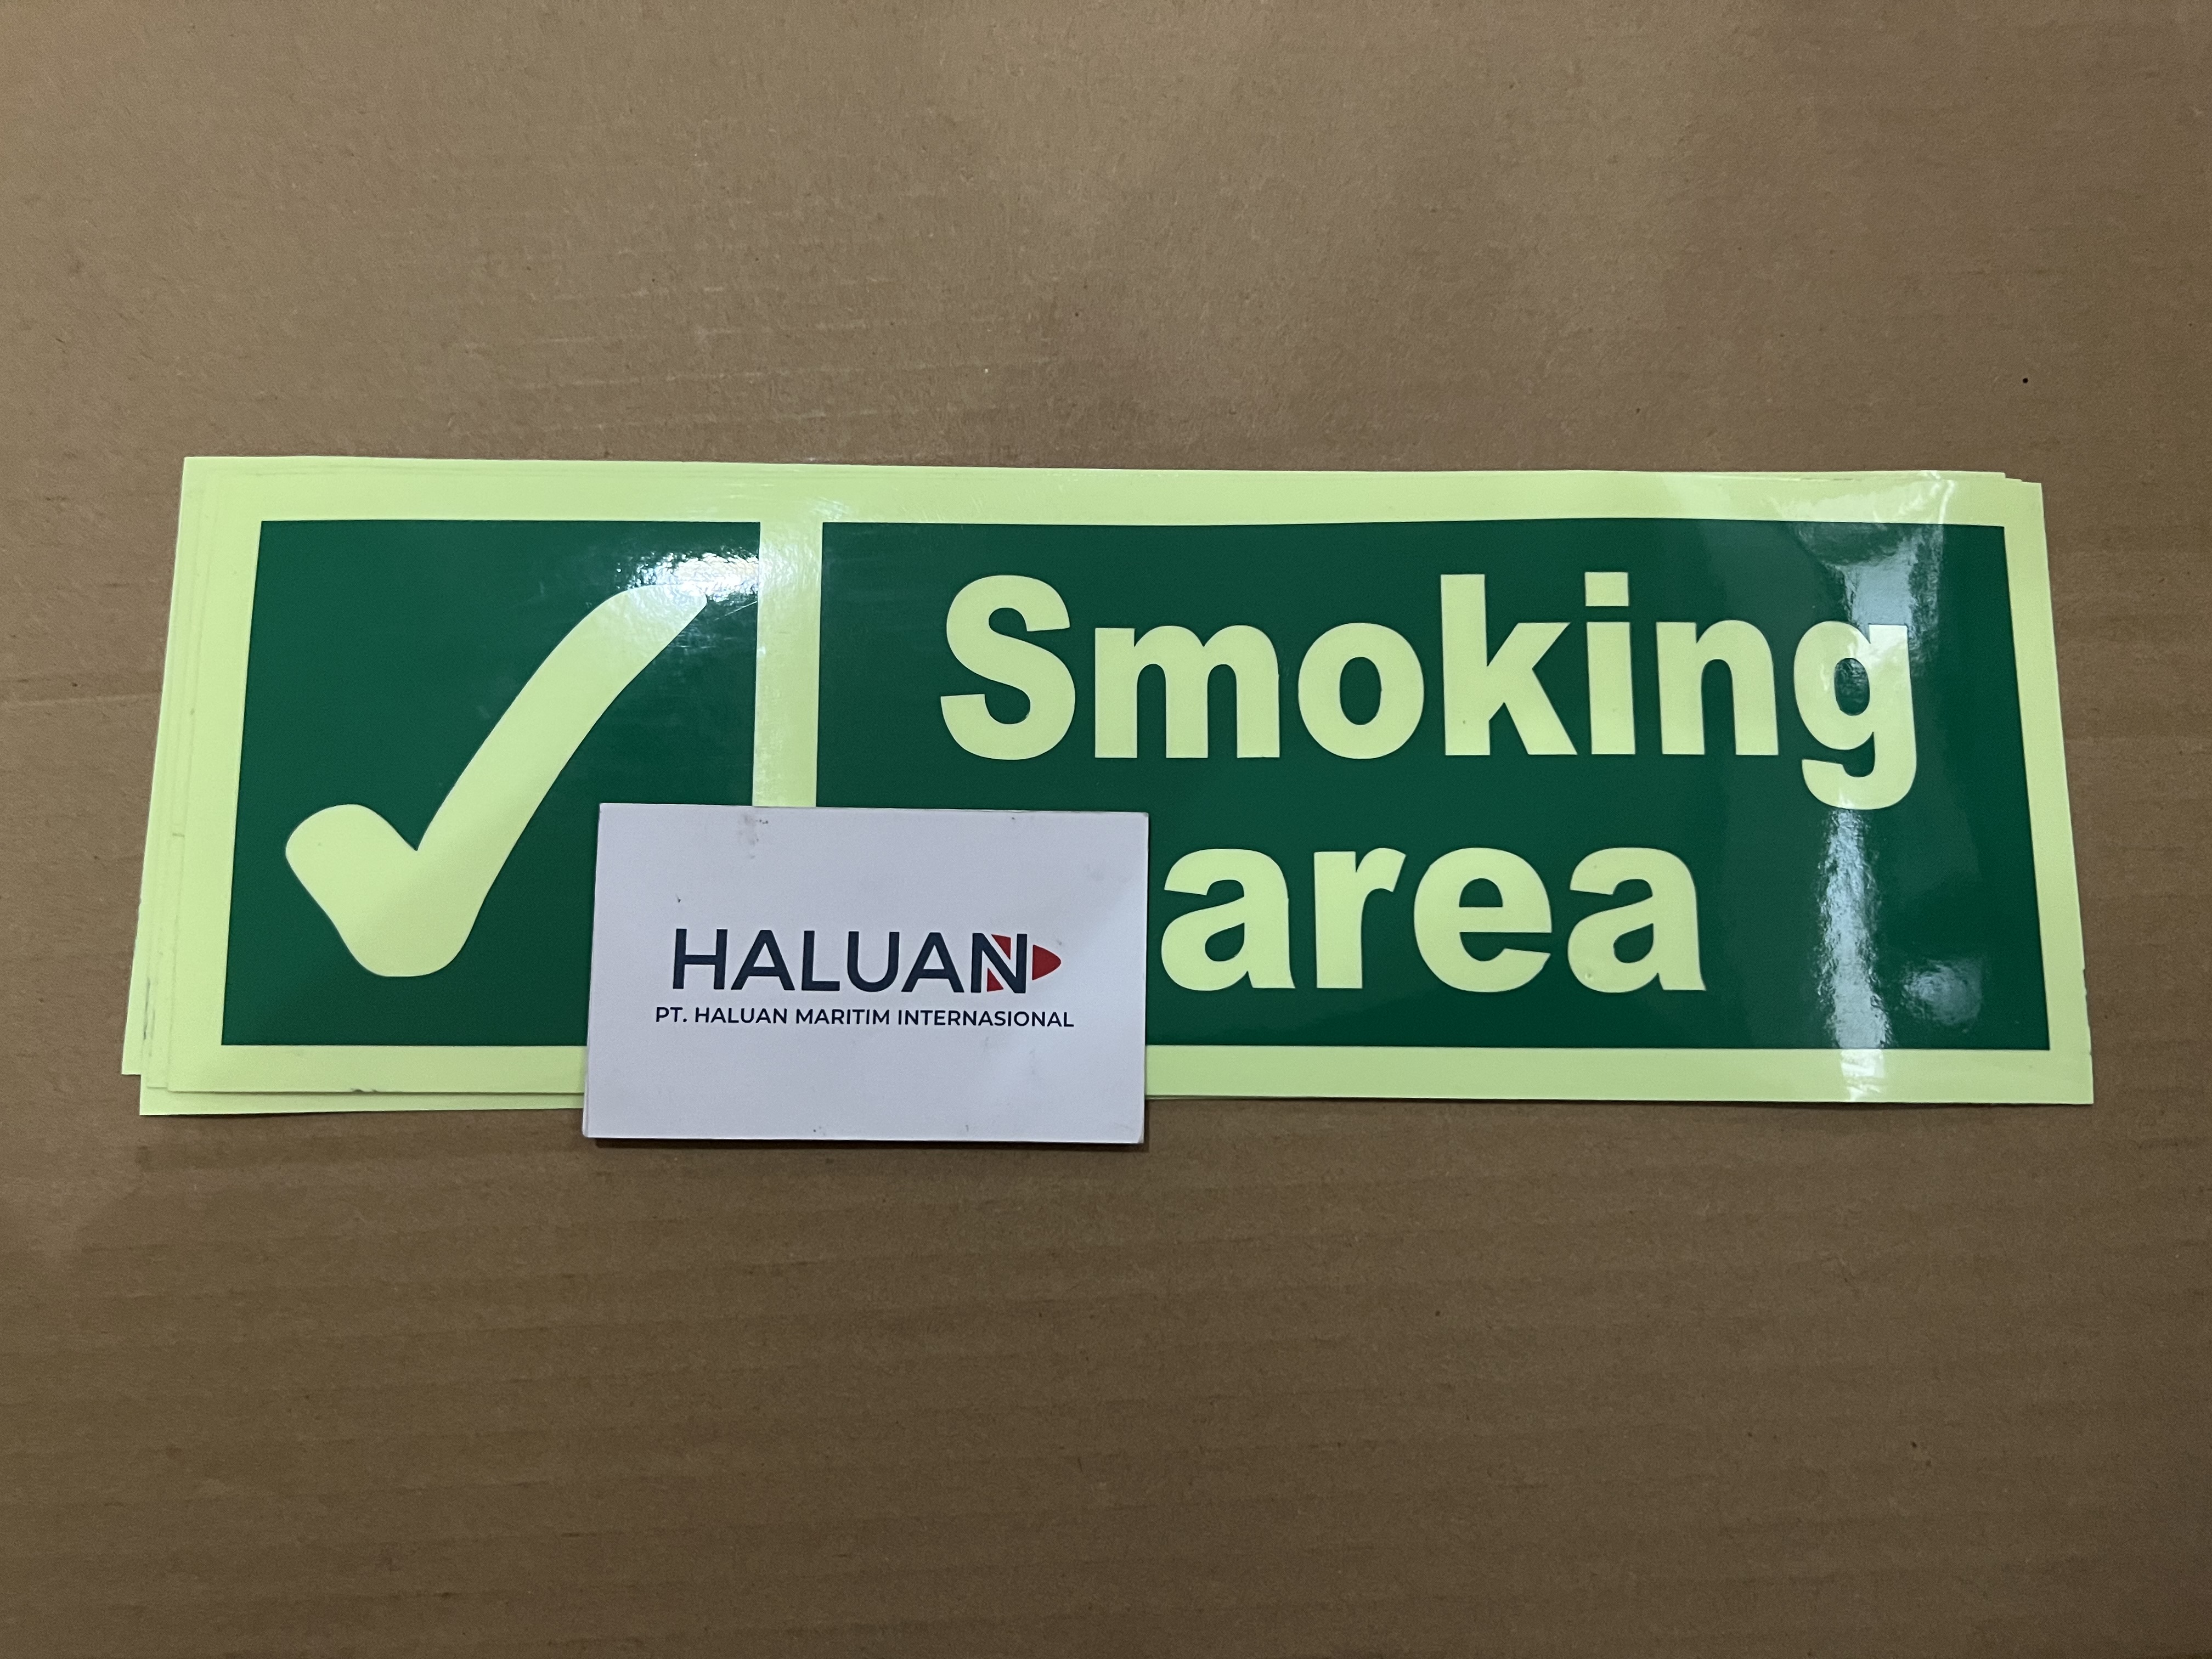 Smoking
area
HALUAN
PT. HALUAN MARITIM INTERNASIONAL